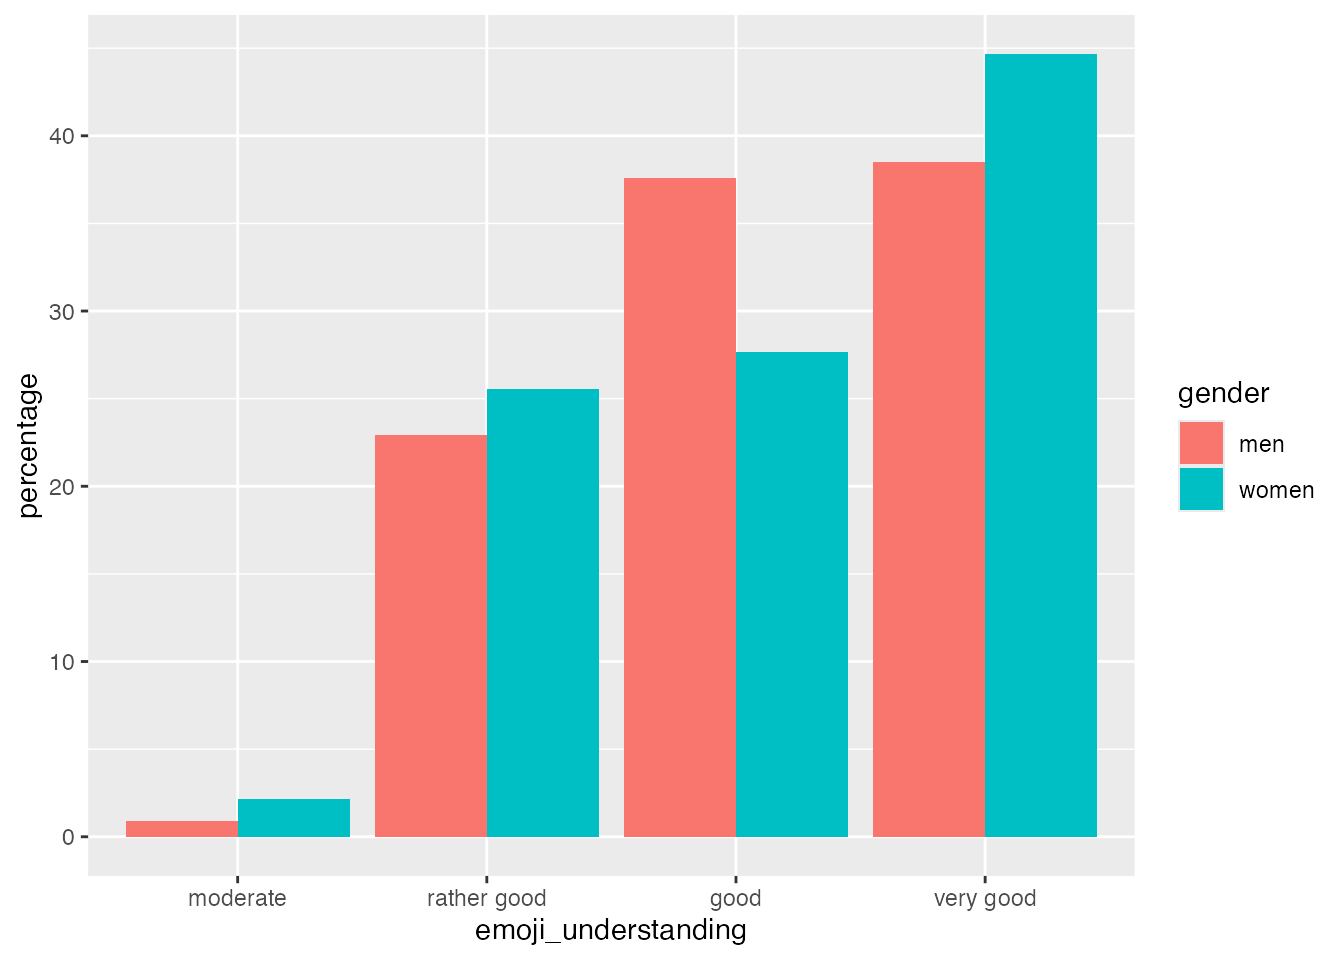 percentage
40
30
20
10
0
moderate
rather good
good
very good
emoji_understanding
gender
men
women